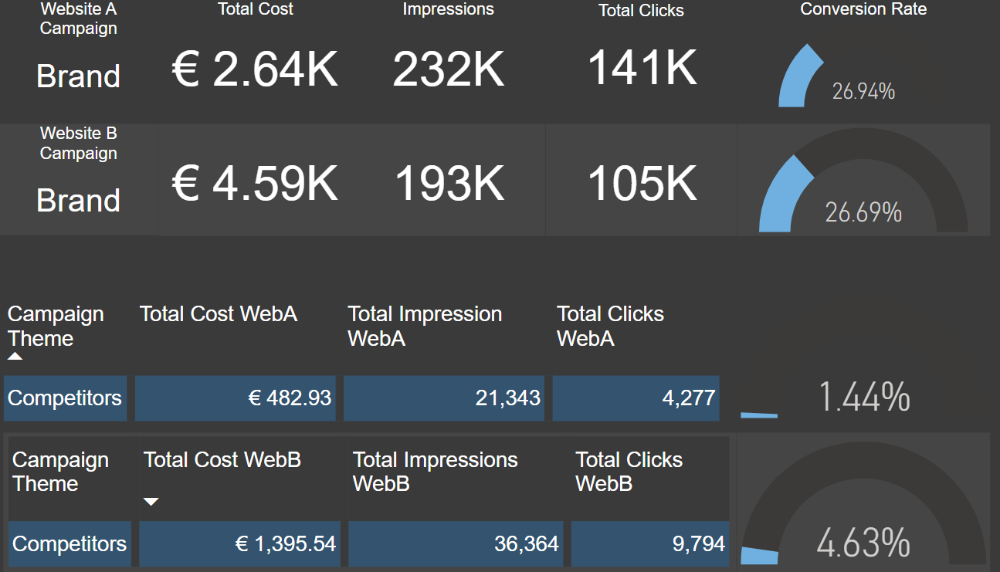 Website A
Campaign
Total Cost
Impressions
Total Clicks
Conversion Rate
Brand
€ 2.64K
232K
141K
26.94%
Website B
Campaign
Brand
€ 4.59K
193K
105K
26.69%
Campaign
Theme
Total Cost WebA
Total Impression
WebA
Total Clicks
WebA
Competitors
€ 482.93
21,343
4,277
1.44%
Campaign
Theme
Total Cost WebB
Total Impressions
WebB
Total Clicks
WebB
Competitors
€ 1,395.54
36,364
9,794
4.63%